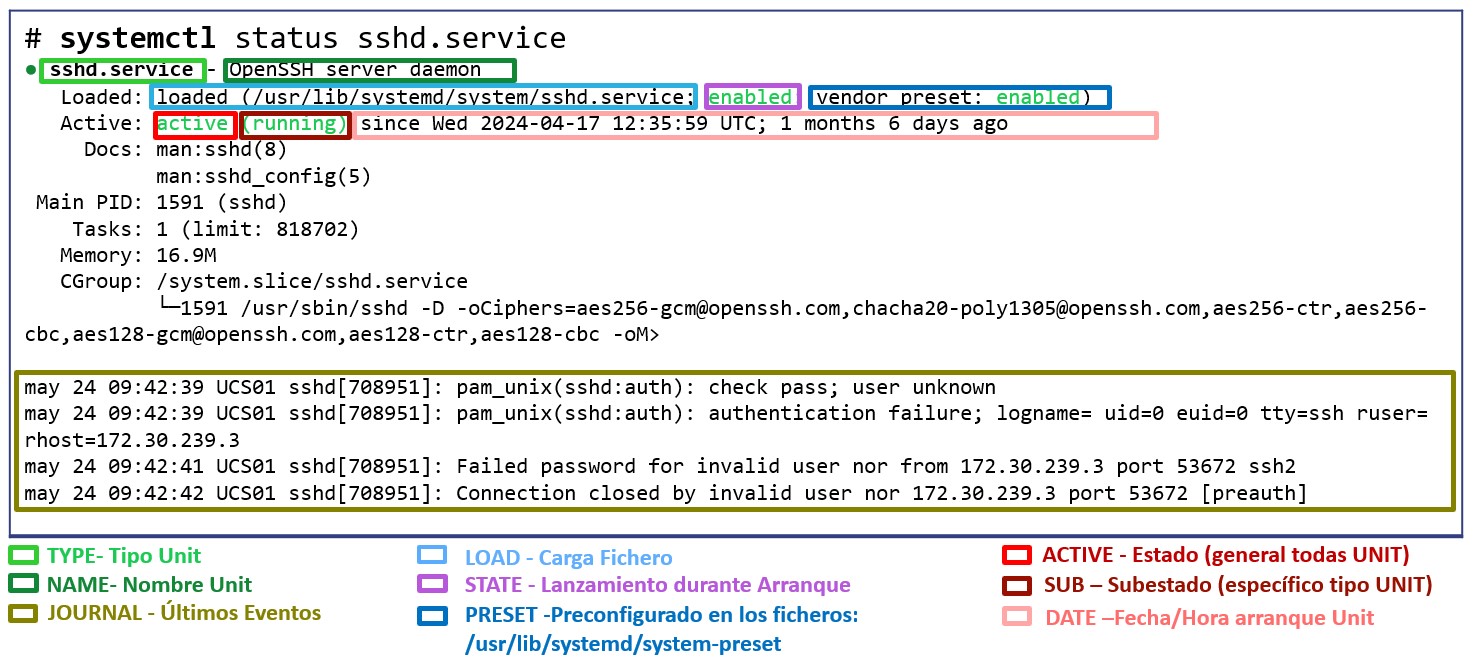 # systemctl status sshd.service
● sshd.service - OpenSSH server daemon
Loaded: loaded (/usr/lib/systemd/system/sshd.service; enabled vendor preset: enabled)
Active: active (running) since Wed 2024-04-17 12:35:59 UTC; 1 months 6 days ago
Docs: man:sshd(8)
man:sshd_config(5)
Main PID: 1591 (sshd)
Tasks: 1 (limit: 818702)
Memory: 16.9M
CGroup: /system.slice/sshd.service
└─1591 /usr/sbin/sshd -D -oCiphers=aes256-gcm@openssh.com,chacha20-poly1305@openssh.com,aes256-ctr,aes256-
cbc,aes128-gcm@openssh.com,aes128-ctr,aes128-cbc -oM>
may 24 09:42:39 UCS01 sshd[708951]: pam_unix(sshd:auth): check pass; user unknown
may 24 09:42:39 UCS01 sshd[708951]: pam_unix(sshd:auth): authentication failure; logname= uid=0 euid=0 tty=ssh ruser=
rhost=172.30.239.3
may 24 09:42:41 UCS01 sshd[708951]: Failed password for invalid user nor from 172.30.239.3 port 53672 ssh2
may 24 09:42:42 UCS01 sshd[708951]: Connection closed by invalid user nor 172.30.239.3 port 53672 [preauth]
TYPE- Tipo Unit
NAME- Nombre Unit
JOURNAL - Últimos Eventos
LOAD - Carga Fichero
STATE - Lanzamiento durante Arranque
PRESET -Preconfigurado en los ficheros:
/usr/lib/systemd/system-preset
ACTIVE - Estado (general todas UNIT)
SUB – Subestado (específico tipo UNIT)
DATE –Fecha/Hora arranque Unit